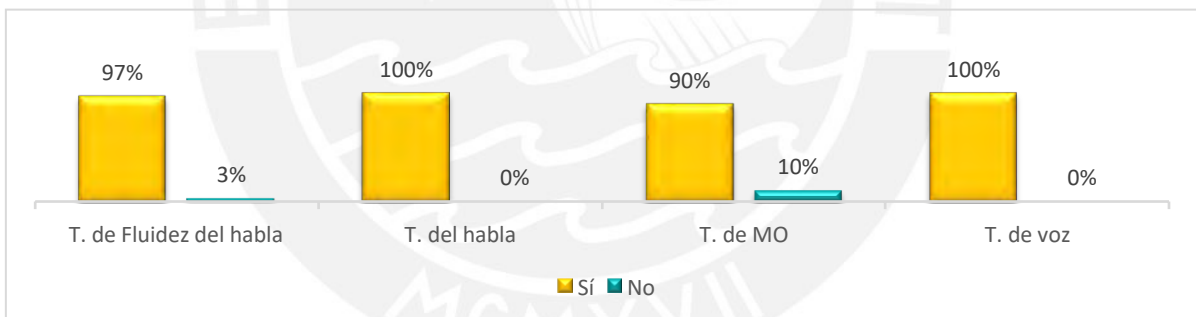 97%
3%
100%
0%
90%
10%
100%
0%
T. de Fluidez del habla
T. del habla
T. de MO
T. de voz
Sí
No
MCMXVII